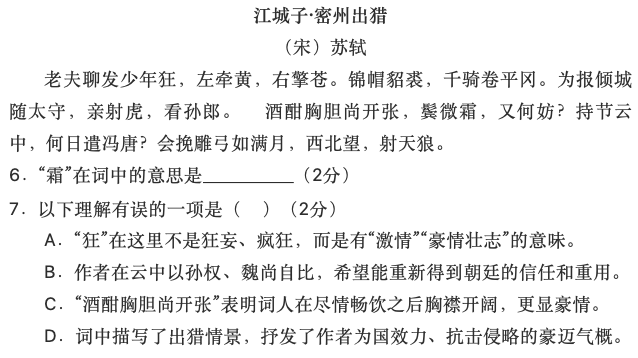 江城子·密州出猎
（宋）苏轼
老夫聊发少年狂，左牵黄，右擎苍。锦帽貂裘，千骑卷平冈。为报倾城
随太守，亲射虎，看孙郎。 酒酣胸胆尚开张，鬓微霜，又何妨？持节云
中，何日遣冯唐？会挽雕弓如满月，西北望，射天狼。
6．“霜”在词中的意思是__________（2分）
7．以下理解有误的一项是（ ）（2分）
A．“狂”在这里不是狂妄、疯狂，而是有“激情”“豪情壮志”的意味。
B．作者在云中以孙权、魏尚自比，希望能重新得到朝廷的信任和重用。
C．“酒酣胸胆尚开张”表明词人在尽情畅饮之后胸襟开阔，更显豪情。
D．词中描写了出猎情景，抒发了作者为国效力、抗击侵略的豪迈气概。